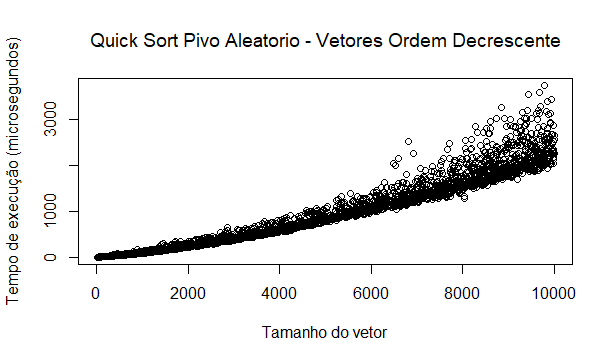 Quick Sort Pivo Aleatorio - Vetores Ordem Decrescente
Tempo de execução (microsegundos)
3000
1000
0
0 2000 4000 6000 8000 10000
Tamanho do vetor